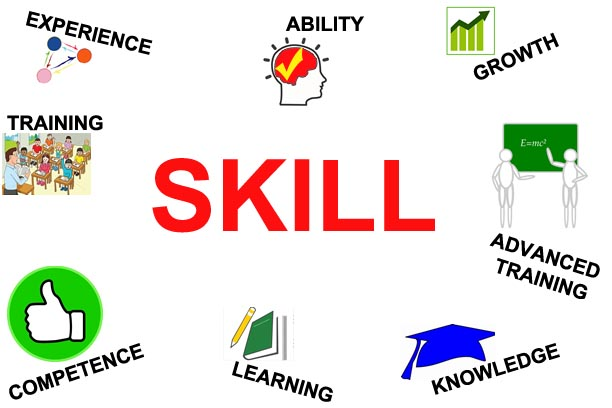 EXPERIENCE
ABILITY
GROWTH
TRAINING
E=mc²
SKILL
ADVANCED
TRAINING
COMPETENCE
LEARNING
KNOWLEDGE